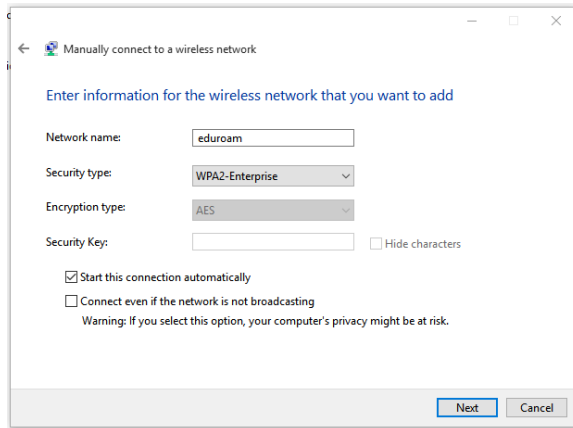 Manually connect to a wireless network
Enter information for the wireless network that you want to add
Network name: eduroam
Security type: WPA2-Enterprise
Encryption type: AES
Security Key: Hide characters
Start this connection automatically
Connect even if the network is not broadcasting
Warning: If you select this option, your computer's privacy might be at risk.
Next Cancel